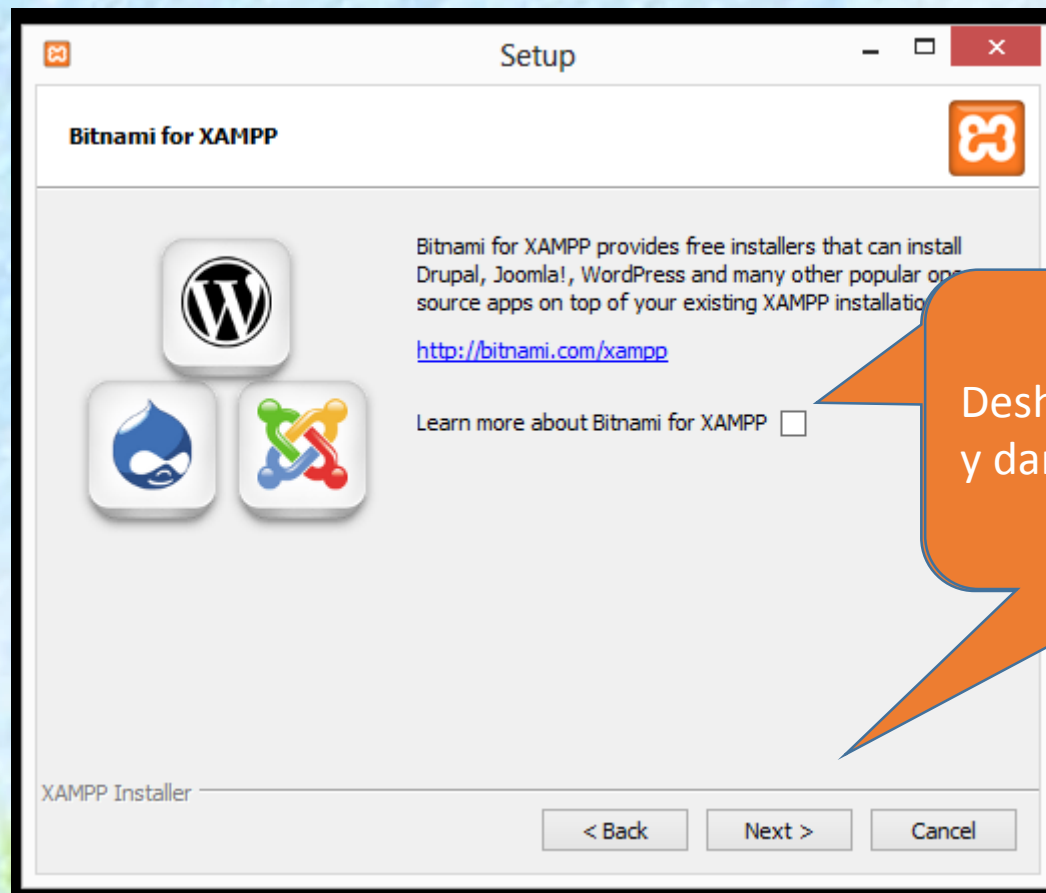 Setup
Bitnami for XAMPP
Bitnami for XAMPP provides free installers that can install
Drupal, Joomla!, WordPress and many other popular
source apps on top of your existing XAMPP
http://bitnami.com/xampp
Learn more about Bitnami for XAMPP
y
XAMPP Installer
< Back
Next >
Cancel